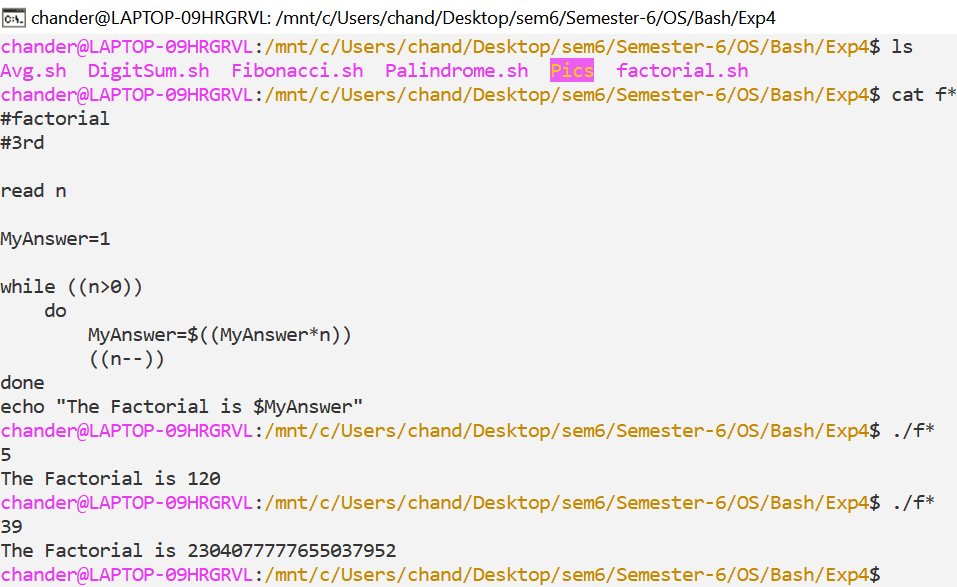 chander@LAPTOP-09HRGRVL: /mnt/c/Users/chand/Desktop/sem6/Semester-6/OS/Bash/Exp4
chander@LAPTOP-09HRGRVL:/mnt/c/Users/chand/Desktop/sem6/Semester-6/OS/Bash/Exp4$ ls
Avg.sh  DigitSum.sh  Fibonacci.sh  Palindrome.sh  Pics  factorial.sh
chander@LAPTOP-09HRGRVL:/mnt/c/Users/chand/Desktop/sem6/Semester-6/OS/Bash/Exp4$ cat f*
#factorial
#3rd

read n

MyAnswer=1

while ((n>0))
    do
        MyAnswer=$((MyAnswer*n))
        ((n--))
done
echo "The Factorial is $MyAnswer"
chander@LAPTOP-09HRGRVL:/mnt/c/Users/chand/Desktop/sem6/Semester-6/OS/Bash/Exp4$ ./f*
5
The Factorial is 120
chander@LAPTOP-09HRGRVL:/mnt/c/Users/chand/Desktop/sem6/Semester-6/OS/Bash/Exp4$ ./f*
39
The Factorial is 2304077777655037952
chander@LAPTOP-09HRGRVL:/mnt/c/Users/chand/Desktop/sem6/Semester-6/OS/Bash/Exp4$